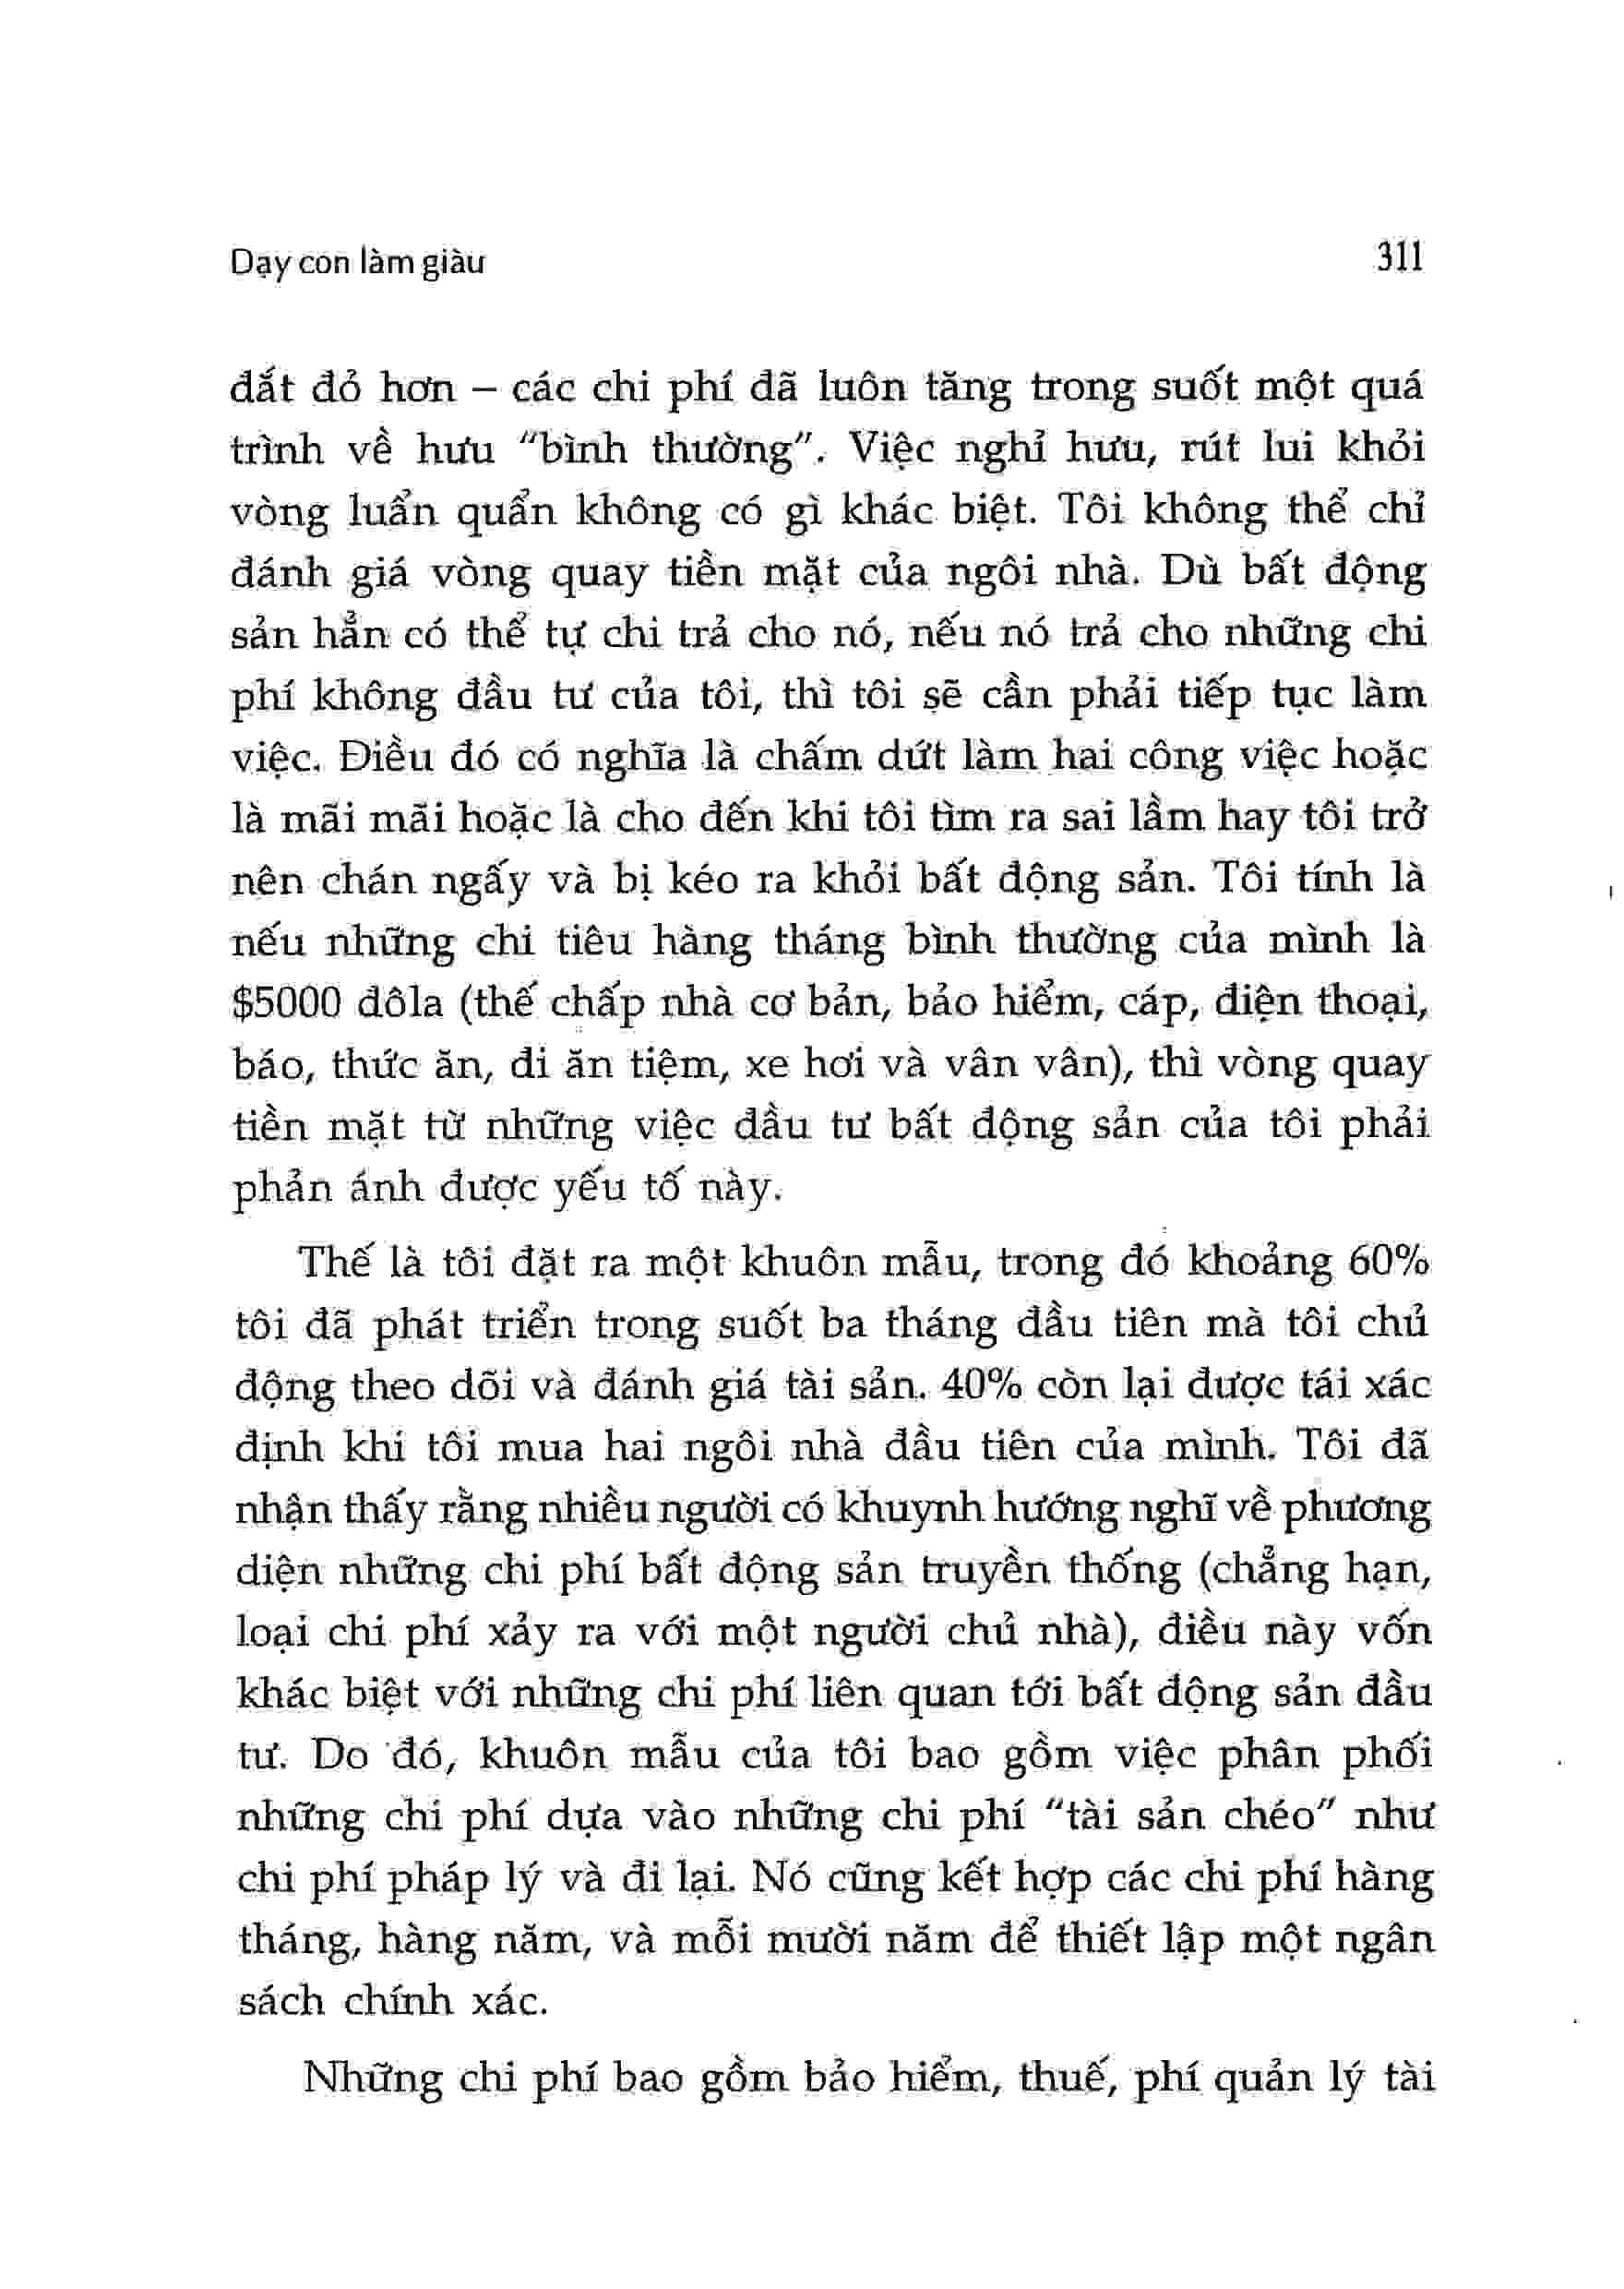 Dạy con làm giàu 311
đắt đỏ hơn – các chi phí đã luôn tăng trong suốt một quá
trình về hưu "bình thường". Việc nghỉ hưu, rút lui khỏi
vòng luẩn quẩn không có gì khác biệt. Tôi không thể chỉ
đánh giá vòng quay tiền mặt của ngôi nhà. Dù bất động
sản hẳn có thể tự chi trả cho nó, nếu nó trả cho những chi
phí không đầu tư của tôi, thì tôi sẽ cần phải tiếp tục làm
việc. Điều đó có nghĩa là chấm dứt làm hai công việc hoặc
là mãi mãi hoặc là cho đến khi tôi tìm ra sai lầm hay tôi trở
nên chán ngấy và bị kéo ra khỏi bất động sản. Tôi tính là
nếu những chi tiêu hàng tháng bình thường của mình là
$5000 đôla (thế chấp nhà cơ bản, bảo hiểm, cáp, điện thoại,
báo, thức ăn, đi ăn tiệm, xe hơi và vân vân), thì vòng quay
tiền mặt từ những việc đầu tư bất động sản của tôi phải
phản ánh được yếu tố này.
Thế là tôi đặt ra một khuôn mẫu, trong đó khoảng 60%
tôi đã phát triển trong suốt ba tháng đầu tiên mà tôi chủ
động theo dõi và đánh giá tài sản. 40% còn lại được tái xác
định khi tôi mua hai ngôi nhà đầu tiên của mình. Tôi đã
nhận thấy rằng nhiều người có khuynh hướng nghĩ về phương
diện những chi phí bất động sản truyền thống (chẳng hạn,
loại chi phí xảy ra với một người chủ nhà), điều này vốn
khác biệt với những chi phí liên quan tới bất động sản đầu
tư. Do đó, khuôn mẫu của tôi bao gồm việc phân phối
những chi phí dựa vào những chi phí "tài sản chéo" như
chi phí pháp lý và đi lại. Nó cũng kết hợp các chi phí hàng
tháng, hàng năm, và mỗi mười năm để thiết lập một ngân
sách chính xác.
Những chi phí bao gồm bảo hiểm, thuế, phí quản lý tài